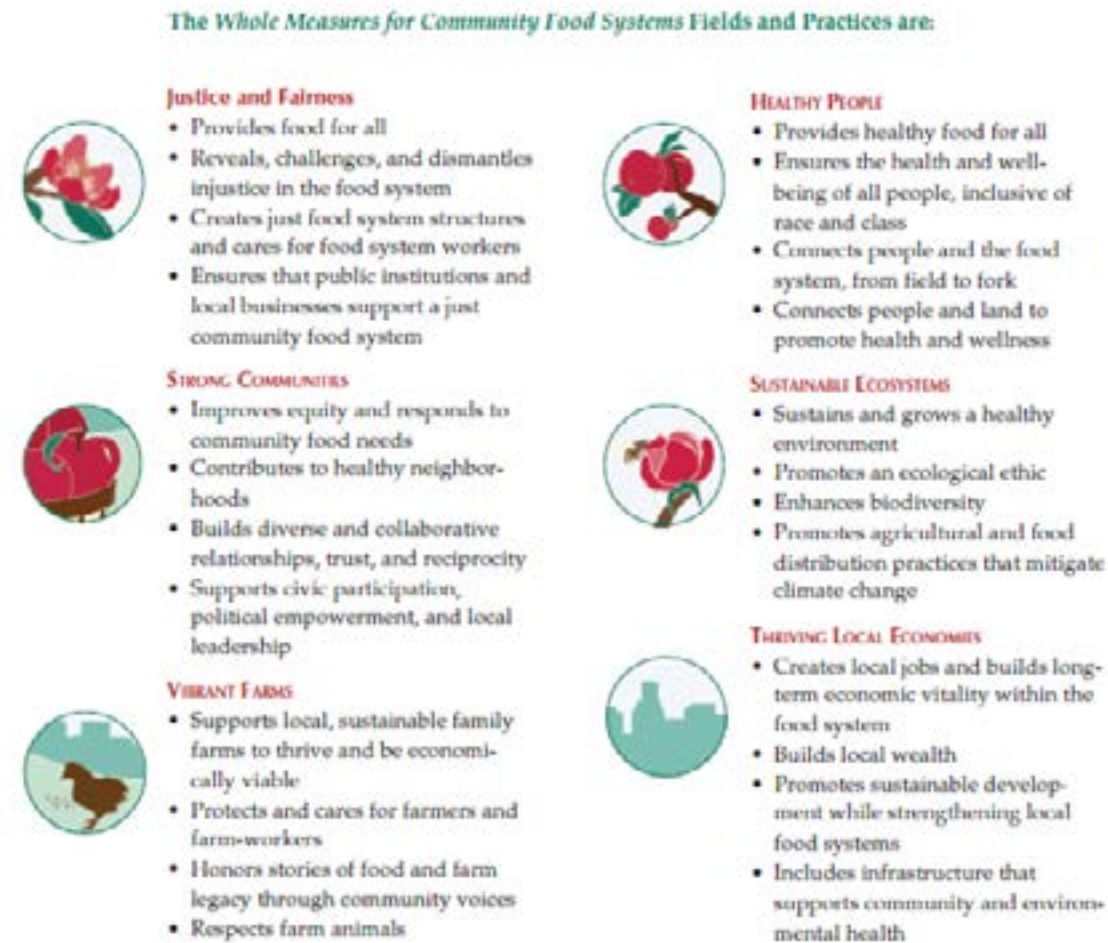 The Whole Measures for Community Food Systems Fields and Practices are:
Justice and Fairness
• Provides food for all
• Reveals, challenges, and dismantles
injustice in the food system
• Creates just food system structures
and cares for food system workers
• Ensures that public institutions and
local businesses support a just
community food system
STRONG COMMUNITIES
• Improves equity and responds to
community food needs
• Contributes to healthy neighbor-
hoods
• Builds diverse and collaborative
relationships, trust, and reciprocity
• Supports civic participation,
political empowerment, and local
leadership
VIBRANT FARMS
• Supports local, sustainable family
farms to thrive and be economi-
cally viable
• Protects and cares for farmers and
farm-workers
• Honors stories of food and farm
legacy through community voices
• Respects farm animals
HEALTHY PEOPLE
• Provides healthy food for all
• Ensures the health and well-
being of all people, inclusive of
race and class
• Connects people and the food
system, from field to fork
• Connects people and land to
promote health and wellness
SUSTAINABLE ECOSYSTEMS
• Sustains and grows a healthy
environment
• Promotes an ecological ethic
• Enhances biodiversity
• Promotes agricultural and food
distribution practices that mitigate
climate change
THRIVING LOCAL ECONOMIES
• Creates local jobs and builds long-
term economic vitality within the
food system
• Builds local wealth
• Promotes sustainable develop-
ment while strengthening local
food systems
• Includes infrastructure that
supports community and environ-
mental health